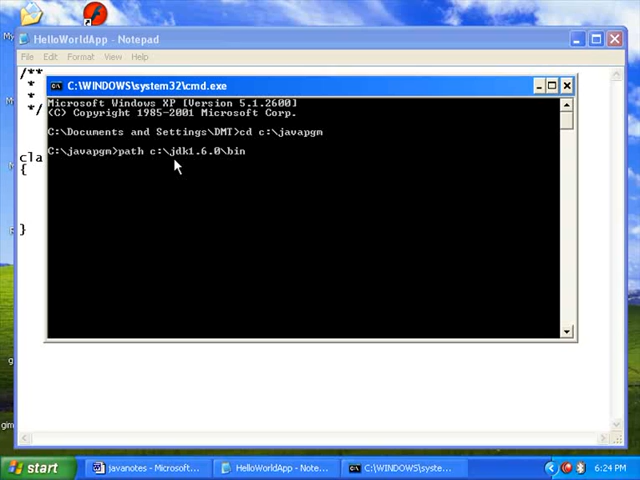 HelloWorldApp - Notepad
File Edit Format View Help
/**
*
*
*/
cla
{
}
C:\WINDOWS\system32\cmd.exe
Microsoft Windows XP [Version 5.1.2600]
(C) Copyright 1985-2001 Microsoft Corp.
C:\Documents and Settings\DMT>cd c:\javapgm
C:\javapgm>path c:\jdk1.6.0\bin
start
javanotes - Microsoft...
HelloWorldApp - Note...
C:\WINDOWS\syste...
6:24 PM